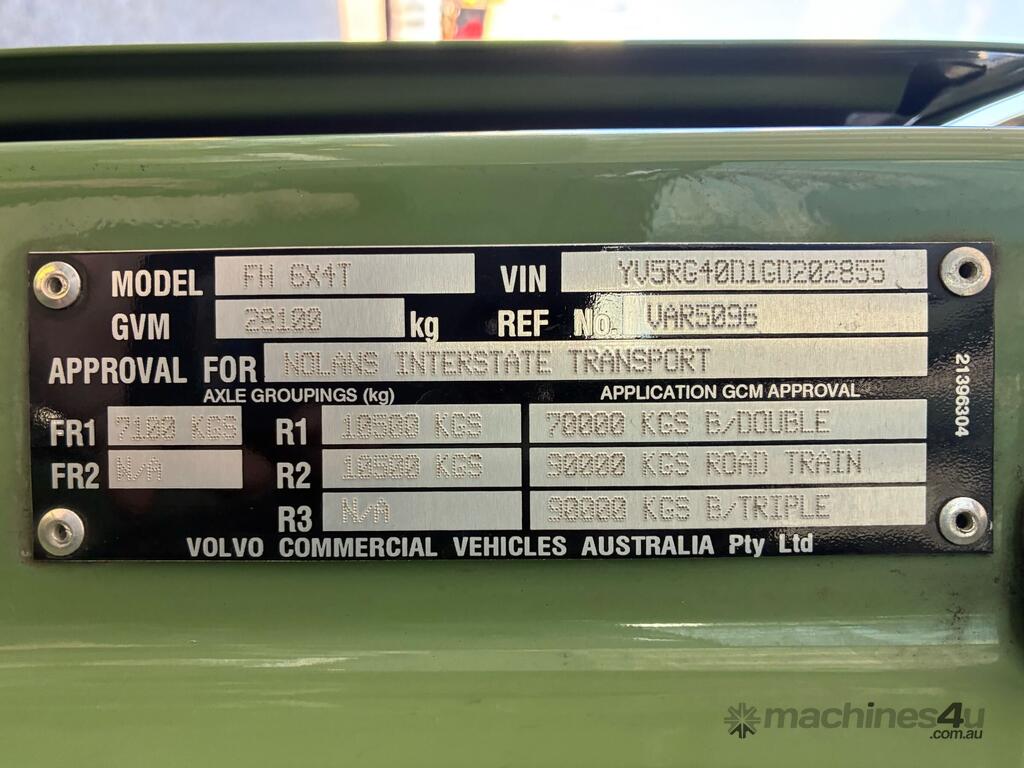 MODEL FH 6X4T VIN YV5RG40D1GD202855
GVM 28100 kg REF No. VAR5096
APPROVAL FOR NOLANS INTERSTATE TRANSPORT
AXLE GROUPINGS (kg) APPLICATION GCM APPROVAL
FR1 7100 KGS R1 10500 KGS 70000 KGS B/DOUBLE
FR2 N/A R2 10500 KGS 90000 KGS ROAD TRAIN
R3 N/A 90000 KGS B/TRIPLE
VOLVO COMMERCIAL VEHICLES AUSTRALIA Pty Ltd
21396304
machines4u
.com.au